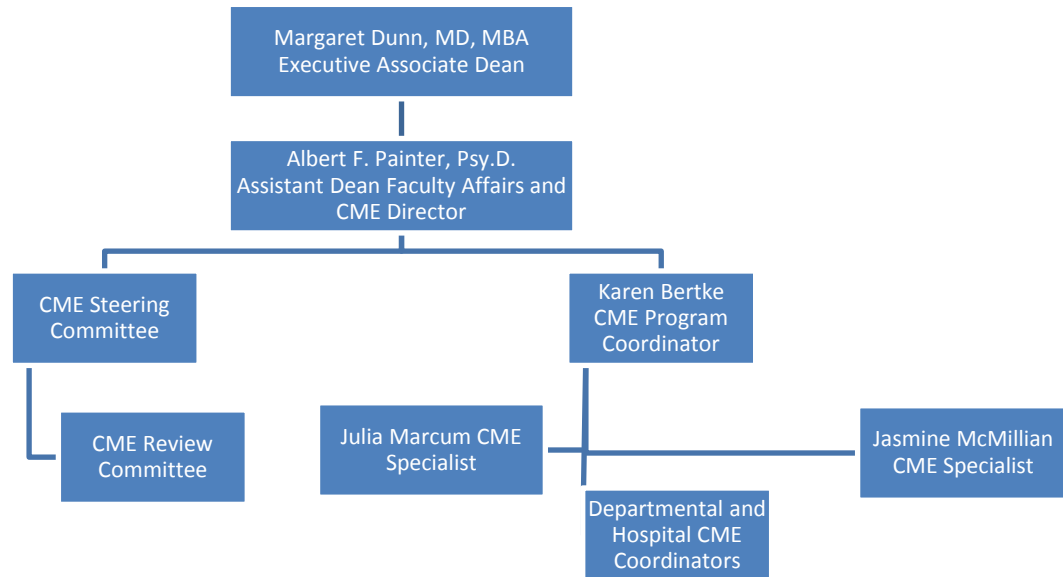 Margaret Dunn, MD, MBA
Executive Associate Dean
Albert F. Painter, Psy.D.
Assistant Dean Faculty Affairs and
CME Director
CME Steering
Committee
Karen Bertke
CME Program
Coordinator
CME Review
Committee
Julia Marcum CME
Specialist
Jasmine McMillian
CME Specialist
Departmental and
Hospital CME
Coordinators